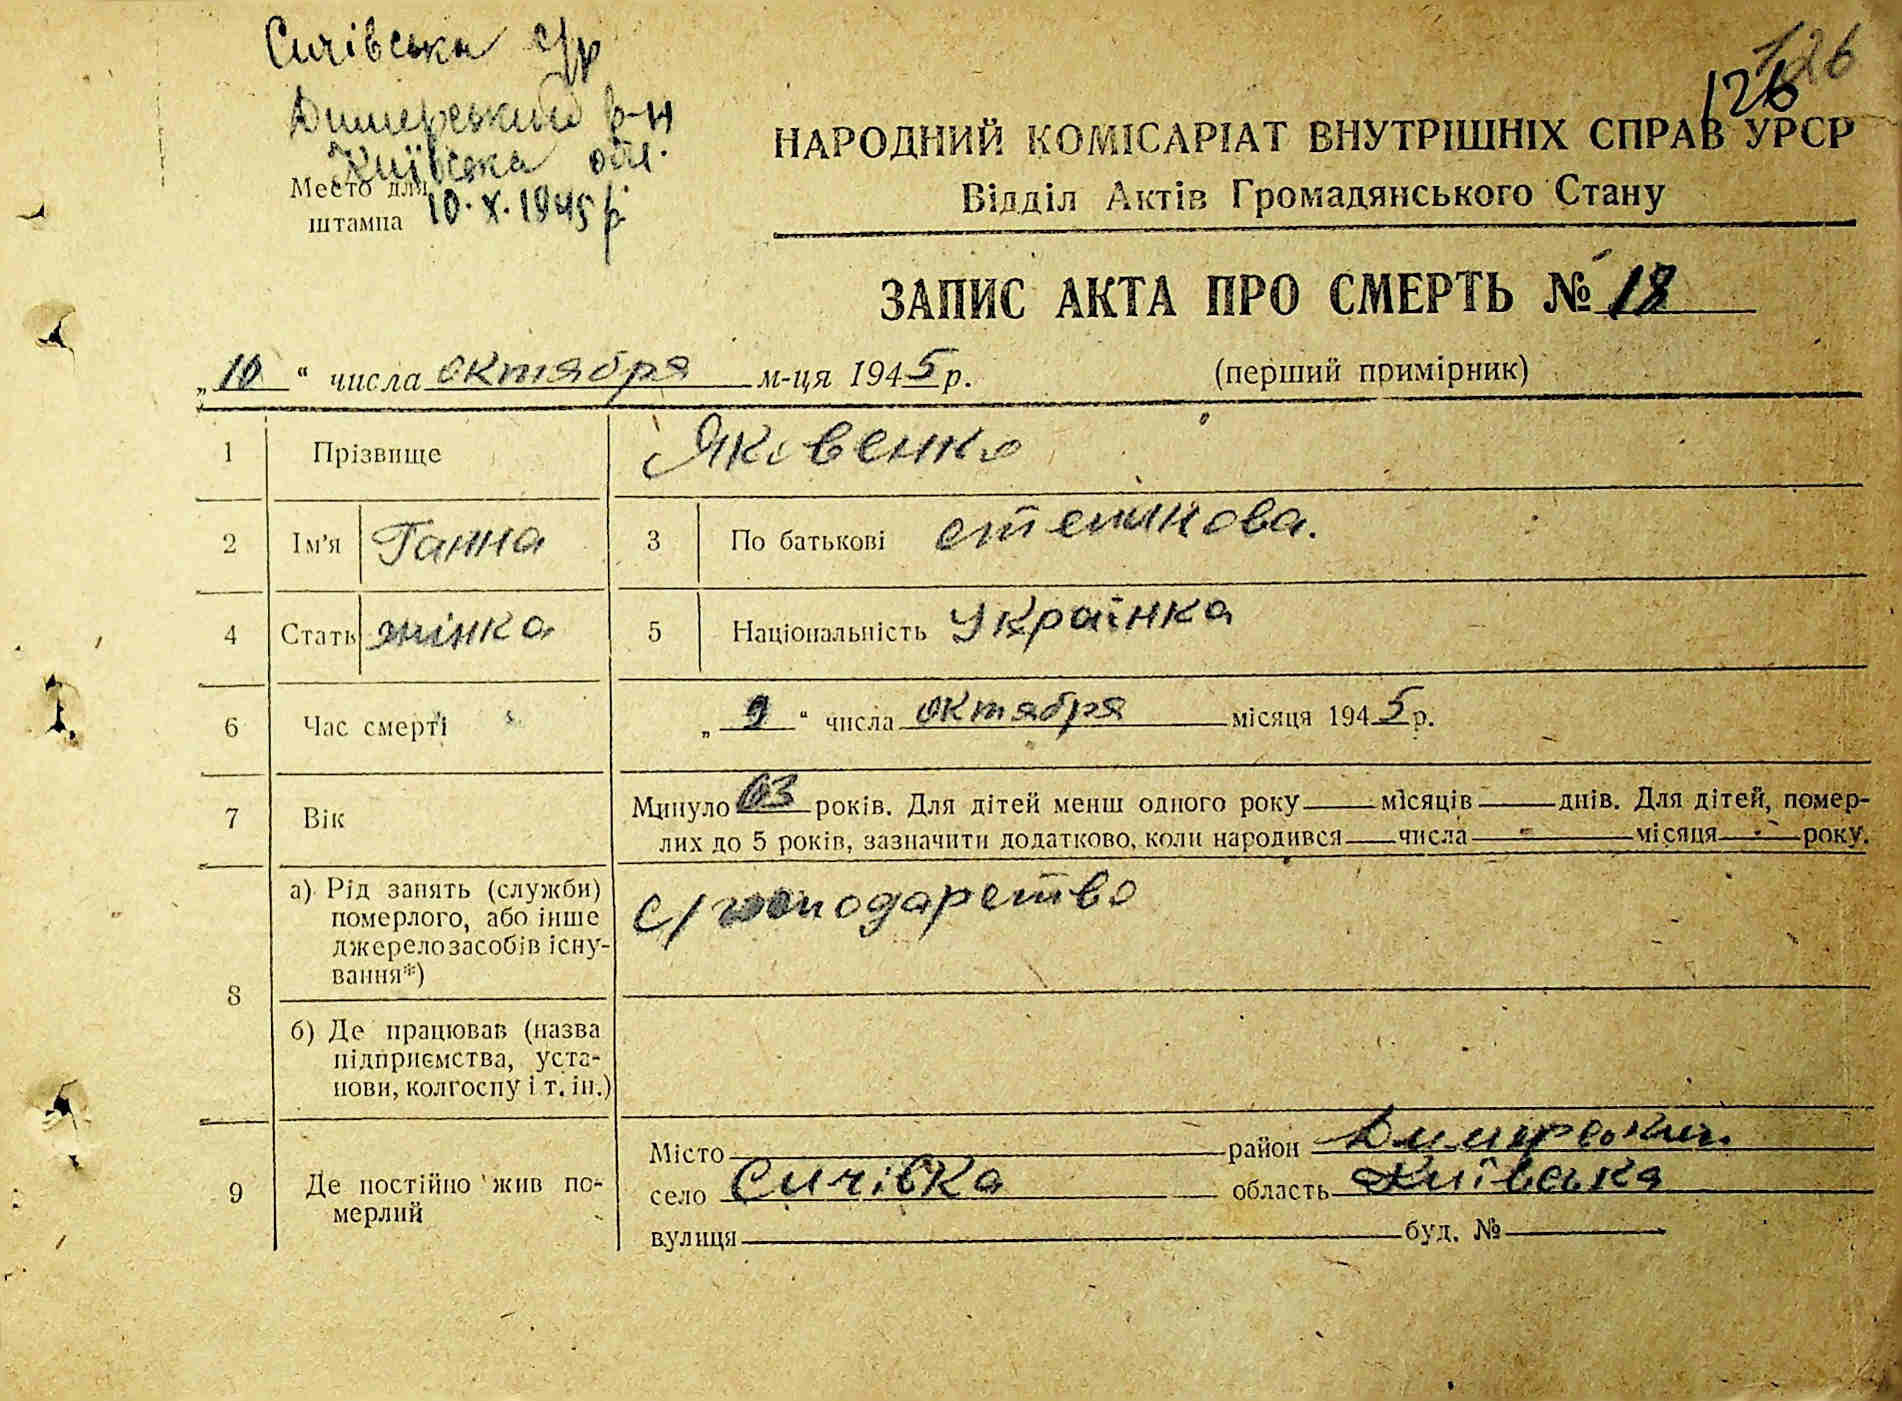 126
Сичівська с/р
126
Димерський р-н
Київська обл.
Место для
штампа
10.X.1945 р.
НАРОДНИЙ КОМІСАРІАТ ВНУТРІШНІХ СПРАВ УРСР
Відділ Актів Громадянського Стану
ЗАПИС АКТА ПРО СМЕРТЬ № 18
„10“ числа октября м-ця 1945 р. (перший примірник)
1 Прізвище Яковенко
2 Ім'я Ганна 3 По батькові степанова.
4 Стать жінка 5 Національність Українка
6 Час смерті „9“ числа октября місяця 1945 р.
7 Вік Минуло 63 років. Для дітей менш одного року — місяців — днів. Для дітей, помер-
лих до 5 років, зазначити додатково, коли народився — числа — місяця — року.
8 а) Рід занять (служби) с/господарство
померлого, або інше
джерело засобів існу-
вання*)
б) Де працював (назва
підприємства, уста-
нови, колгоспу і т. ін.)
9 Де постійно жив по-
мерлий
Місто район Димерський
село Сичівка область Київська
вулиця буд. №